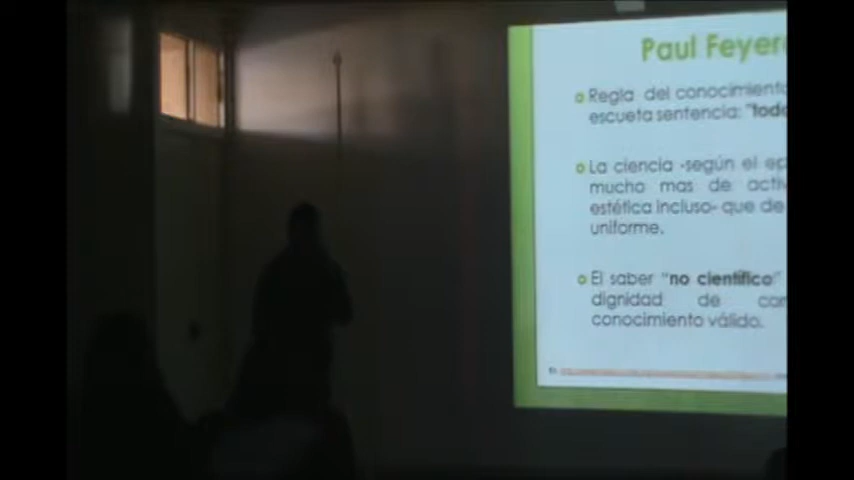 Paul Feyer
Regla del conocimiento
escueta sentencia: "todo
La ciencia -según el ep
mucho mas de activ
estética incluso- que de
uniforme.
El saber "no científico"
dignidad de con
conocimiento válido.